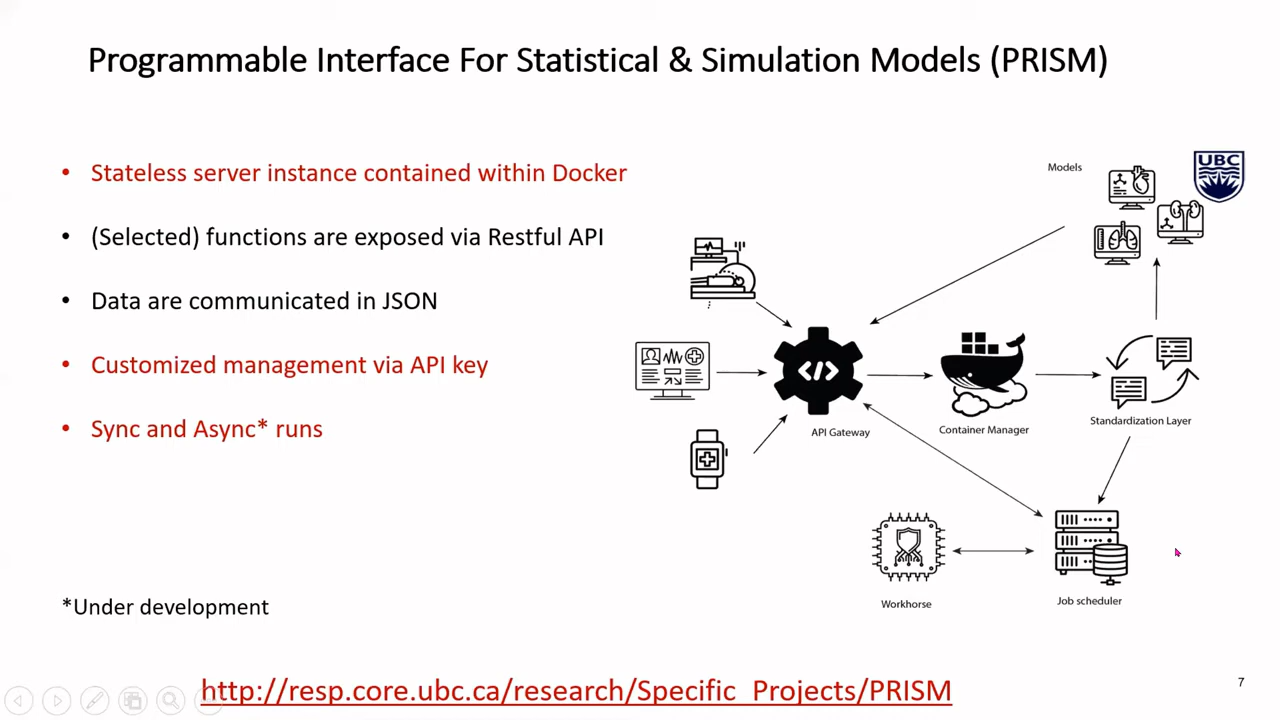 Programmable Interface For Statistical & Simulation Models (PRISM)
• Stateless server instance contained within Docker
• (Selected) functions are exposed via Restful API
• Data are communicated in JSON
• Customized management via API key
• Sync and Async* runs
*Under development
http://resp.core.ubc.ca/research/Specific_Projects/PRISM
Models
UBC
</>
API Gateway
Container Manager
Standardization Layer
Workhorse
Job scheduler
7